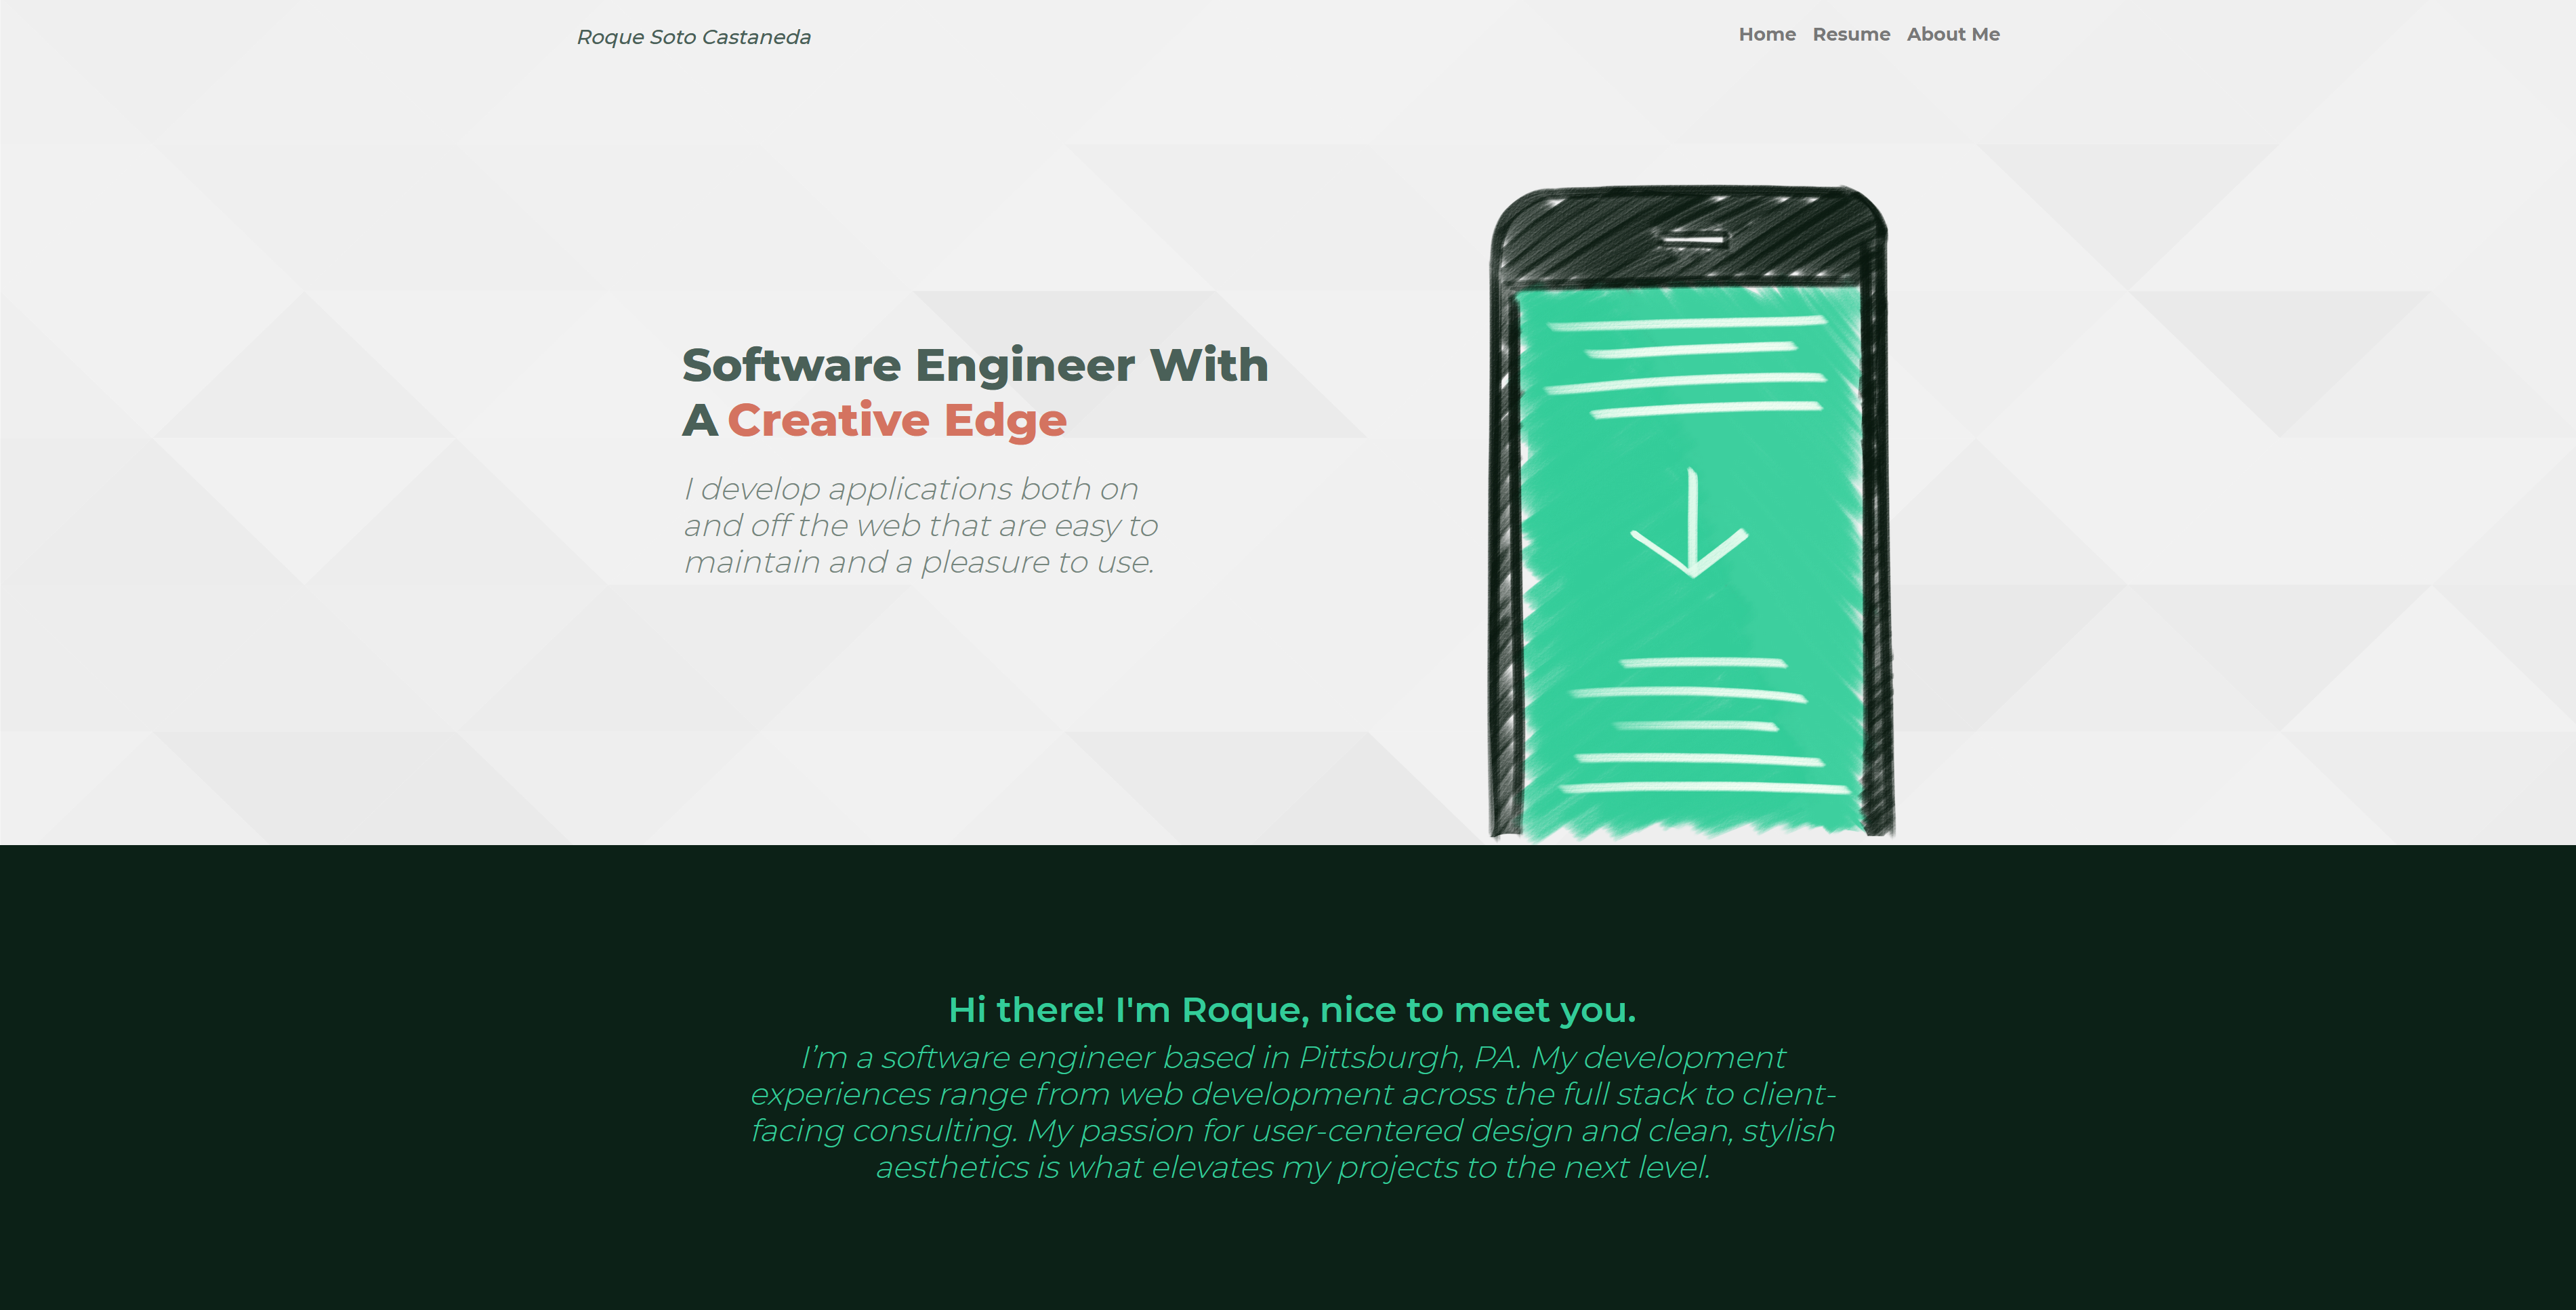 Roque Soto Castaneda
Home Resume About Me
Software Engineer With
A Creative Edge
I develop applications both on
and off the web that are easy to
maintain and a pleasure to use.
Hi there! I'm Roque, nice to meet you.
I’m a software engineer based in Pittsburgh, PA. My development
experiences range from web development across the full stack to client-
facing consulting. My passion for user-centered design and clean, stylish
aesthetics is what elevates my projects to the next level.